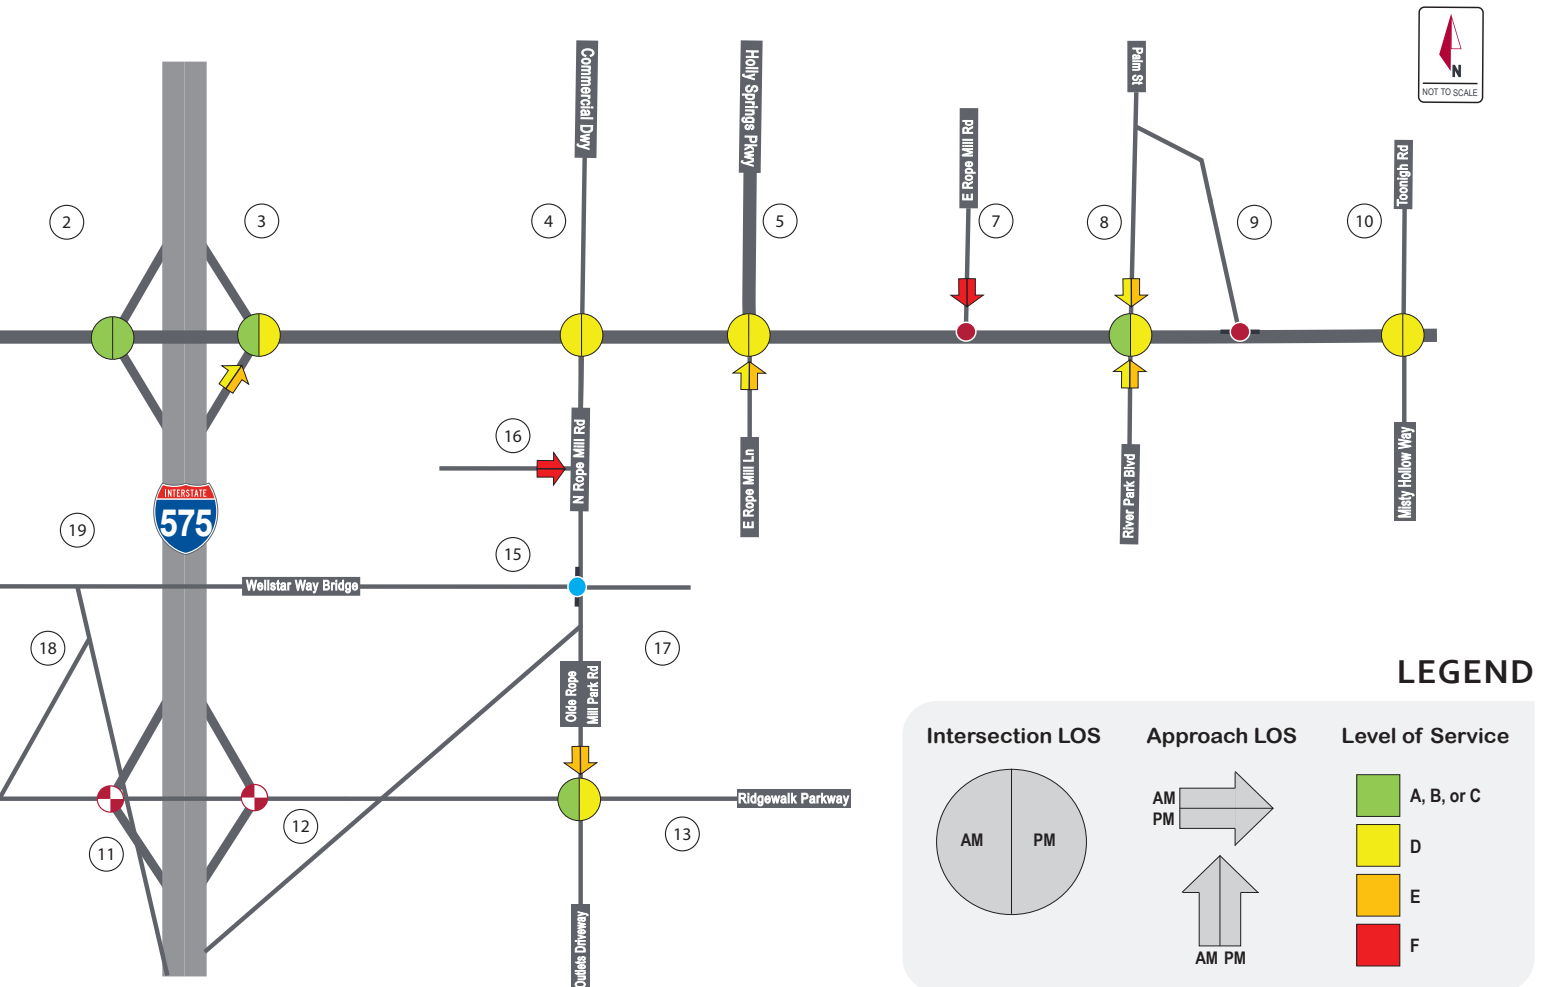 N
NOT TO SCALE
Commercial Dwy
Holly Springs Pkwy
Palm St
E Rope Mill Rd
Toonigh Rd
2
3
4
5
7
8
9
10
16
N Rope Mill Rd
E Rope Mill Ln
River Park Blvd
Misty Hollow Way
INTERSTATE
575
19
15
Wellstar Way Bridge
18
17
Olde Rope
Mill Park Rd
Ridgewalk Parkway
12
13
11
Outlets Driveway
LEGEND
Intersection LOS
Approach LOS
Level of Service
AM
PM
AM
PM
AM PM
A, B, or C
D
E
F